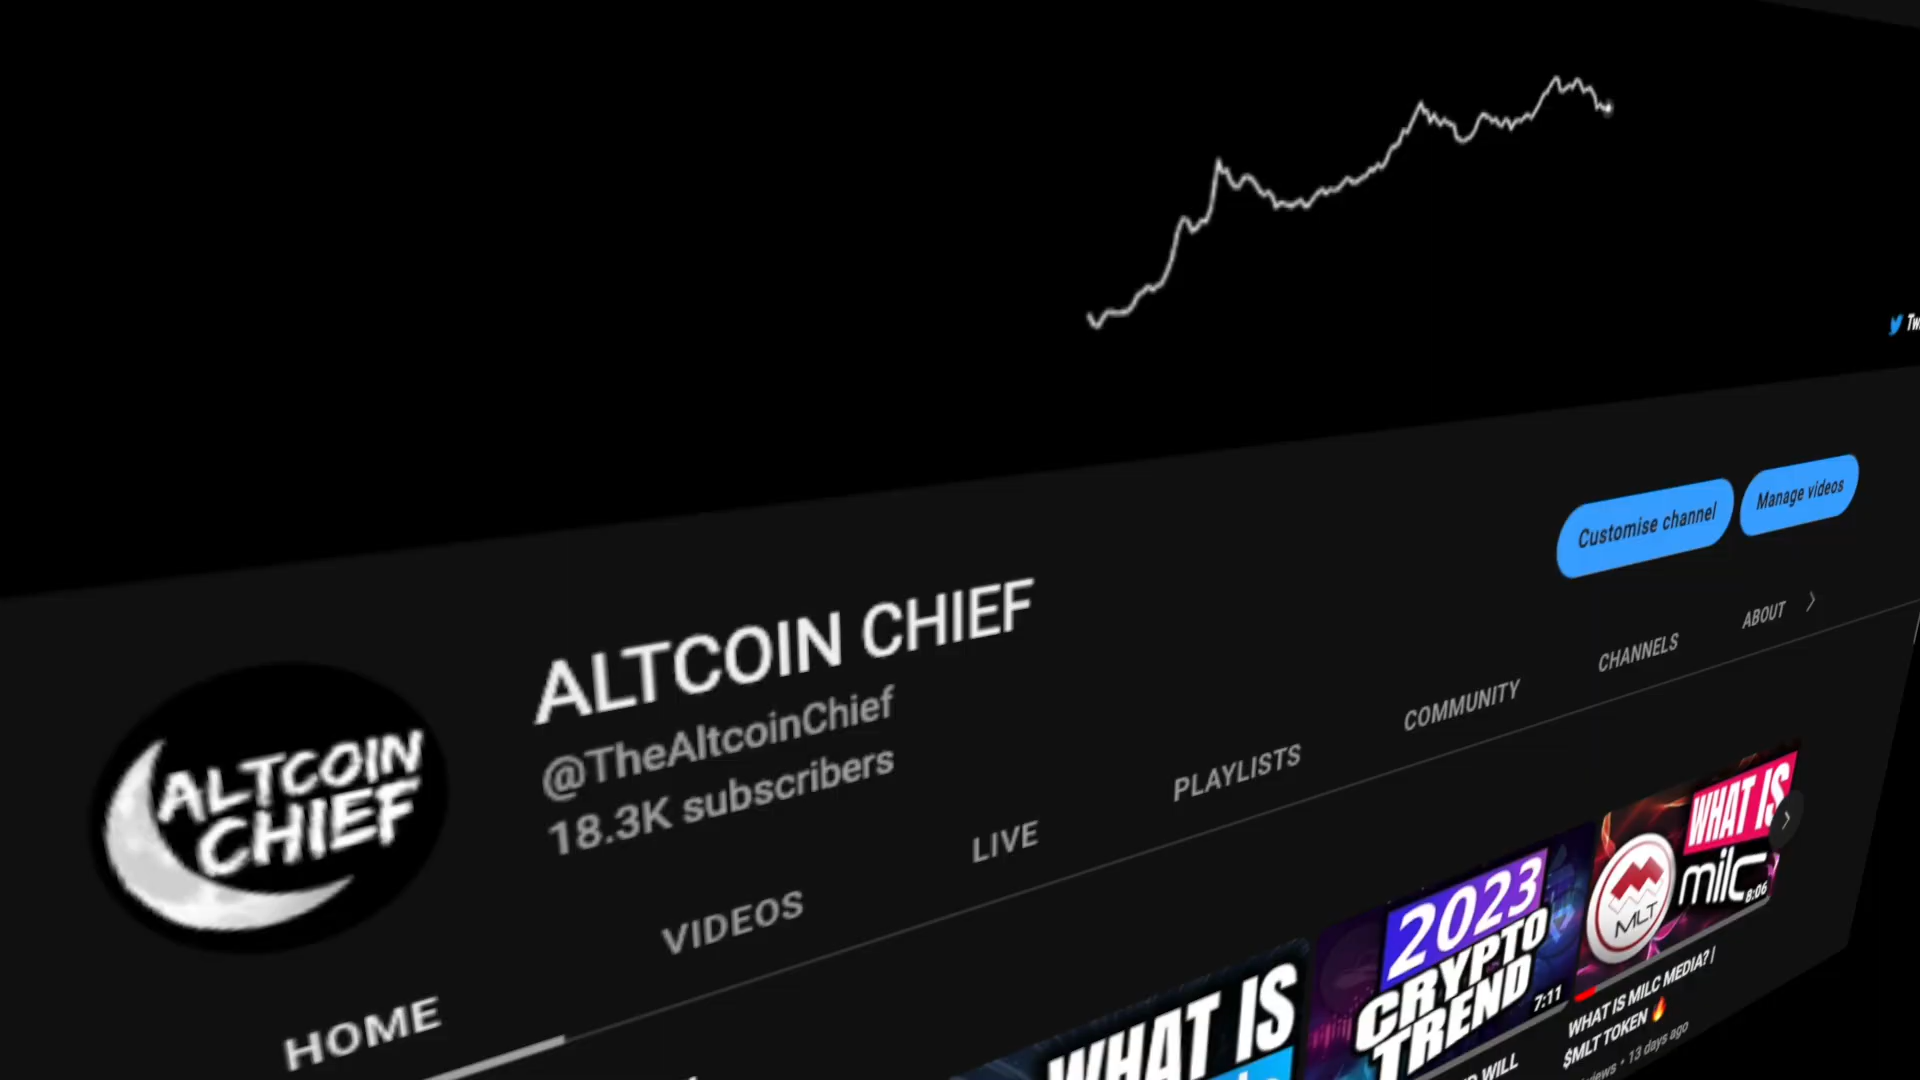 Customise channel
Manage videos
ALTCOIN CHIEF
@TheAltcoinChief
18.3K subscribers
ALTCOIN
CHIEF
HOME
VIDEOS
LIVE
PLAYLISTS
COMMUNITY
CHANNELS
ABOUT
WHAT IS
2023
CRYPTO
TREND
7:11
WILL
WHAT IS
milc
MLT
8:06
WHAT IS MILC MEDIA? |
$MLT TOKEN 🔥
13 days ago